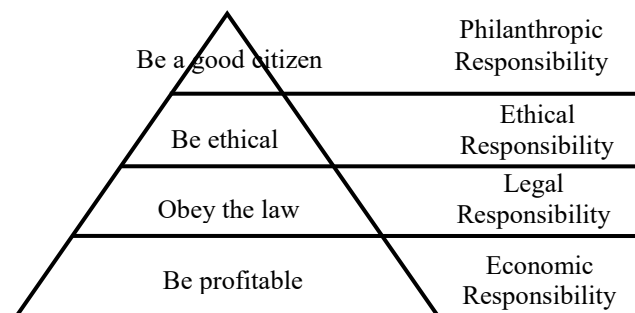 Philanthropic
Be a good citizen
Responsibility
Ethical
Be ethical
Responsibility
Legal
Obey the law
Responsibility
Economic
Be profitable
Responsibility